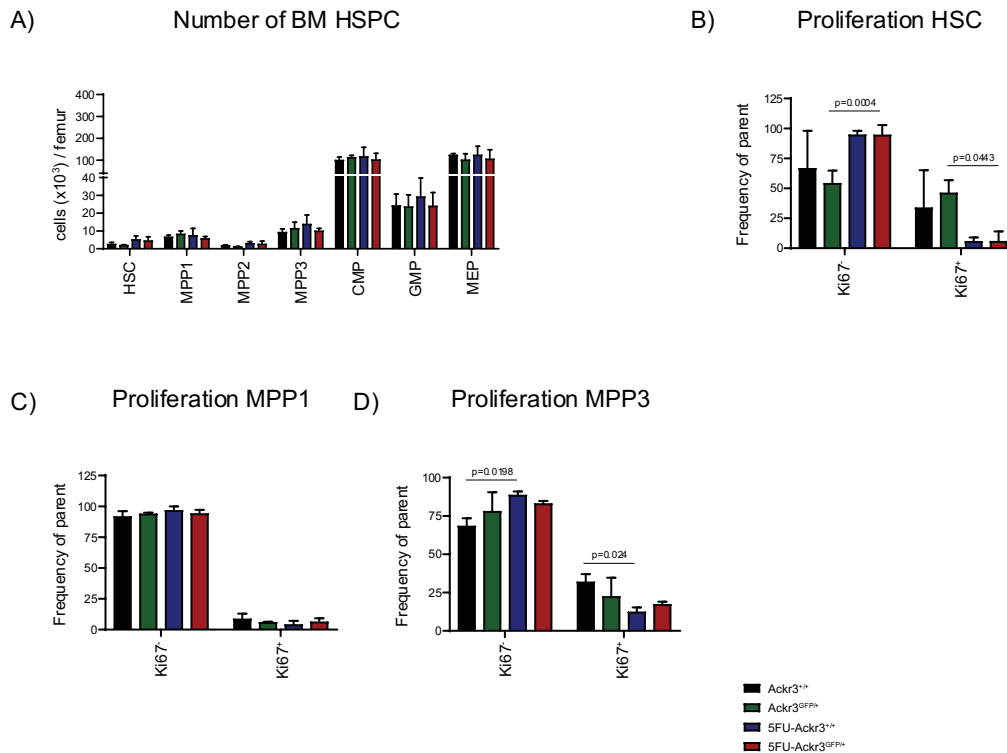 A) Number of BM HSPC
cells (x10³) / femur
400
300
200
100
40
30
20
10
0
HSC
MPP1
MPP2
MPP3
CMP
GMP
MEP
B) Proliferation HSC
Frequency of parent
125
100
75
50
25
0
p=0.0004
p=0.0443
Ki67⁻
Ki67⁺
C) Proliferation MPP1
Frequency of parent
125
100
75
50
25
0
Ki67⁻
Ki67⁺
D) Proliferation MPP3
Frequency of parent
100
75
50
25
0
p=0.0198
p=0.024
Ki67⁻
Ki67⁺
Ackr3⁺/⁺
Ackr3ᴳᶠᴾ/⁺
5FU-Ackr3⁺/⁺
5FU-Ackr3ᴳᶠᴾ/⁺